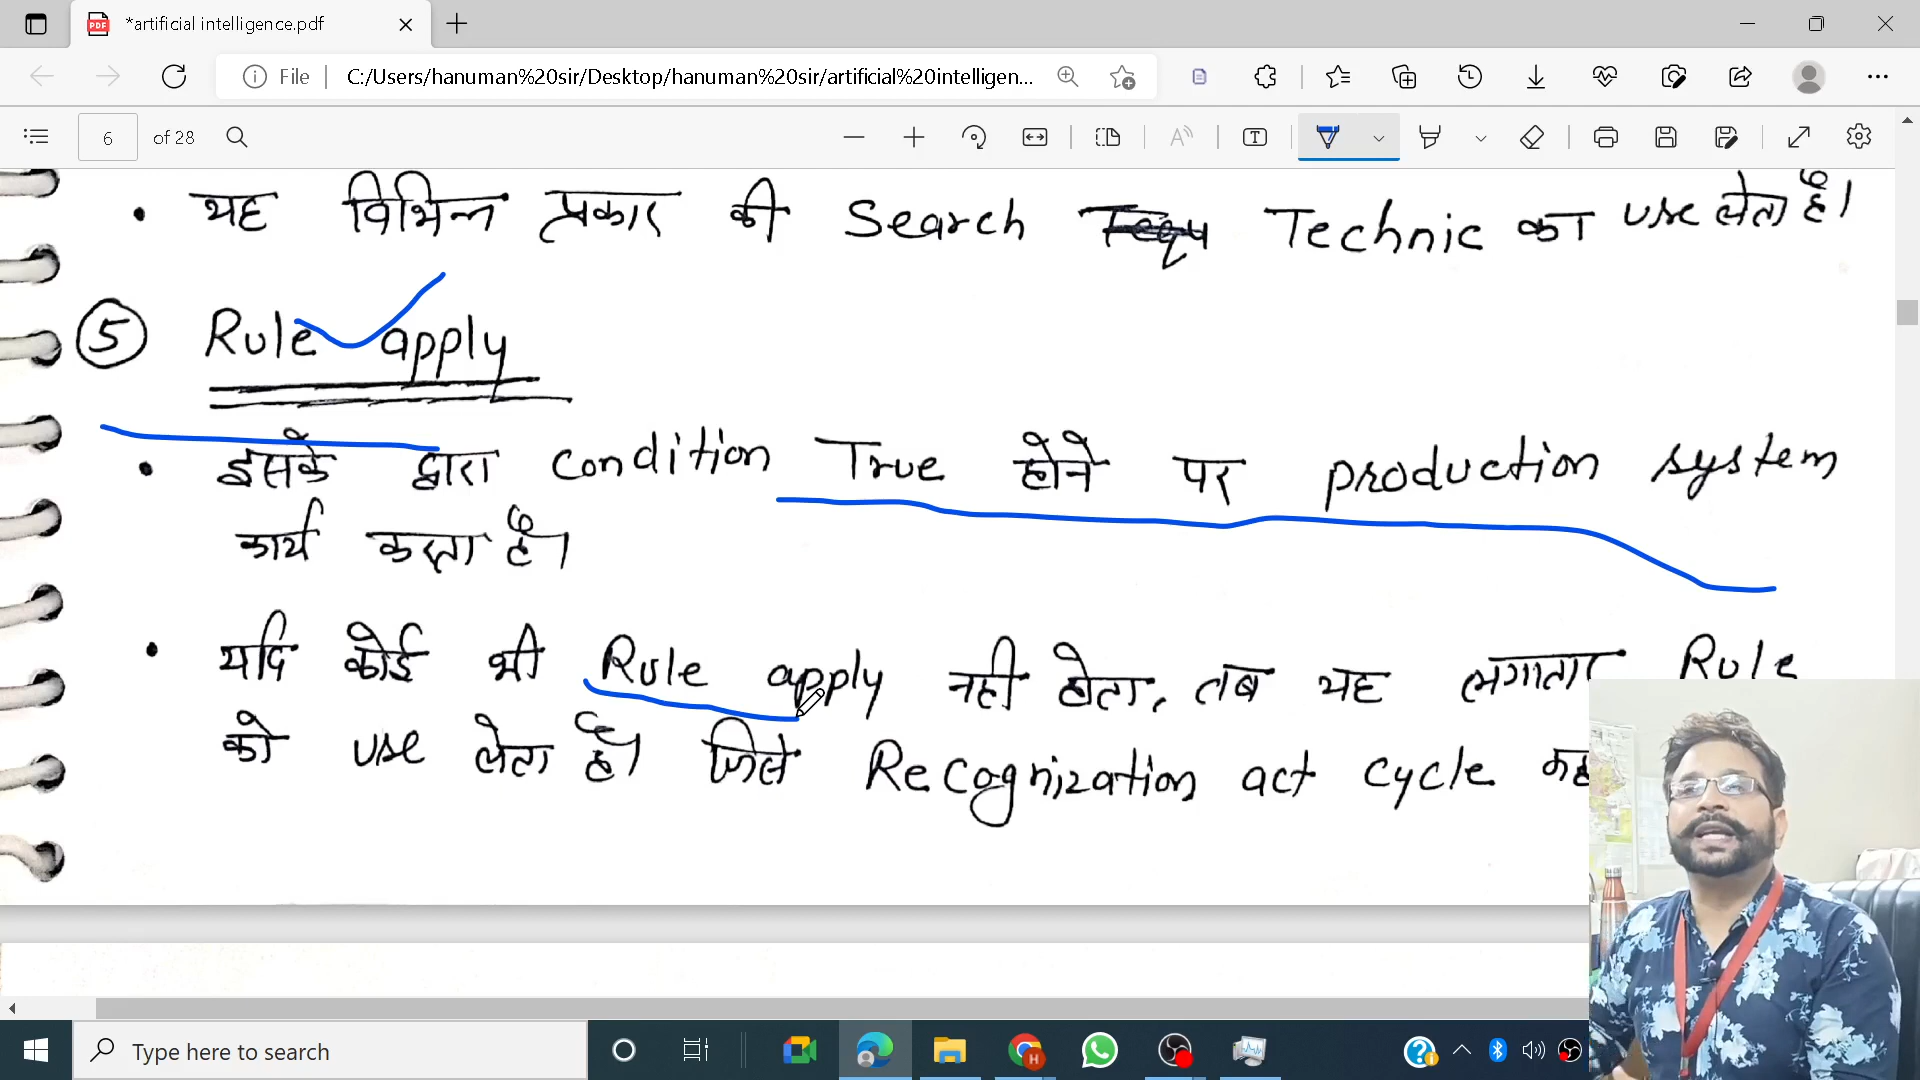 *artificial intelligence.pdf
File C:/Users/hanuman%20sir/Desktop/hanuman%20sir/artificial%20intelligen...
6 of 28
यह विभिन्न प्रकार की Search Technic का use लेता है।
5 Rule apply
इसके द्वारा condition True होने पर production system
कार्य करता है।
यदि कोई भी Rule apply नही होता, तब यह लगातार Rule
को use लेता है। जिसे Recognization act cycle
Type here to search